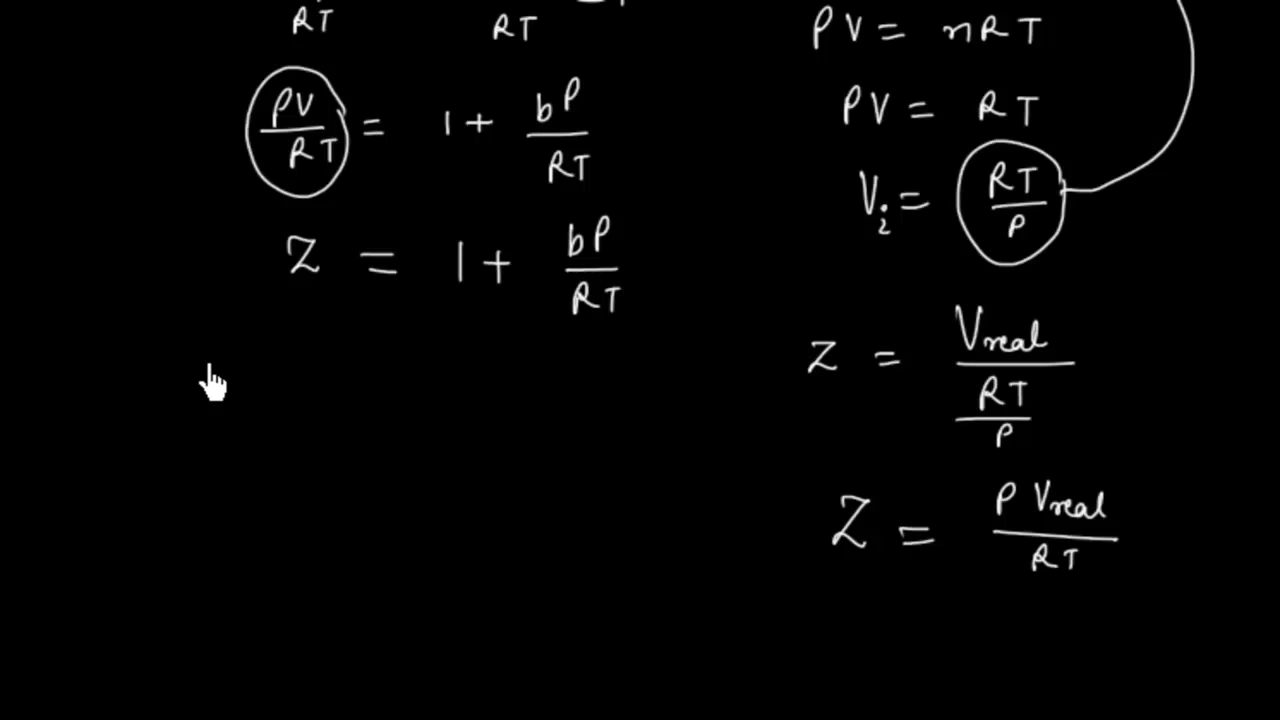 RT RT
PV/RT = 1 + bP/RT
Z = 1 + bP/RT
PV = nRT
PV = RT
Vi = RT/P
Z = Vreal/(RT/P)
Z = P Vreal/RT